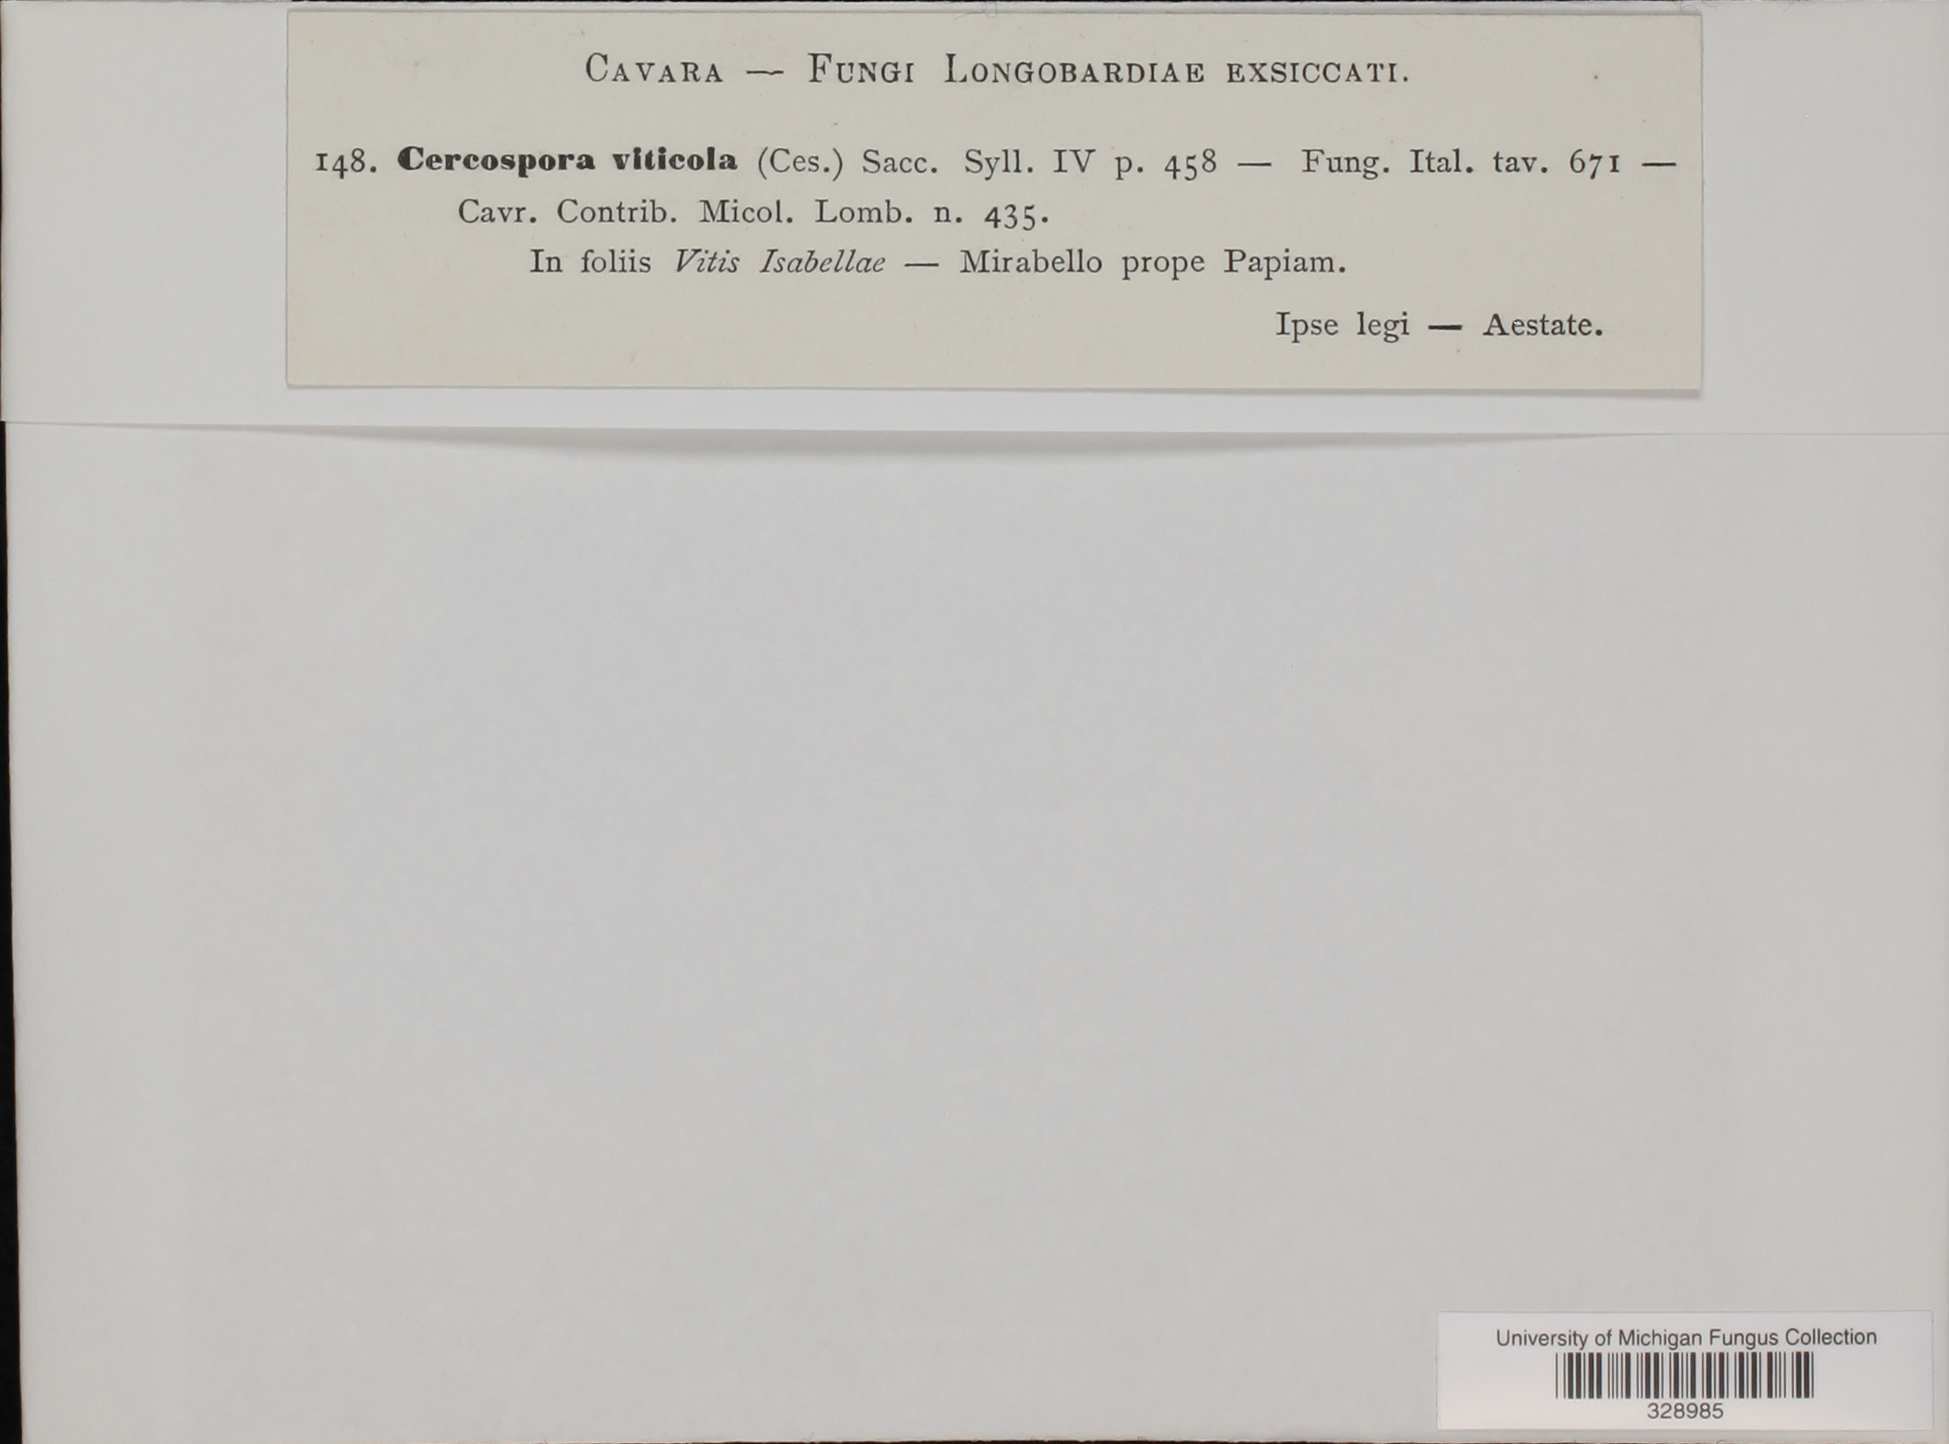 CAVARA — FUNGI LONGOBARDIAE EXSICCATI.
148. Cercospora viticola (Ces.) Sacc. Syll. IV p. 458 — Fung. Ital. tav. 671 —
Cavr. Contrib. Micol. Lomb. n. 435.
In foliis Vitis Isabellae — Mirabello prope Papiam.
Ipse legi — Aestate.
University of Michigan Fungus Collection
328985